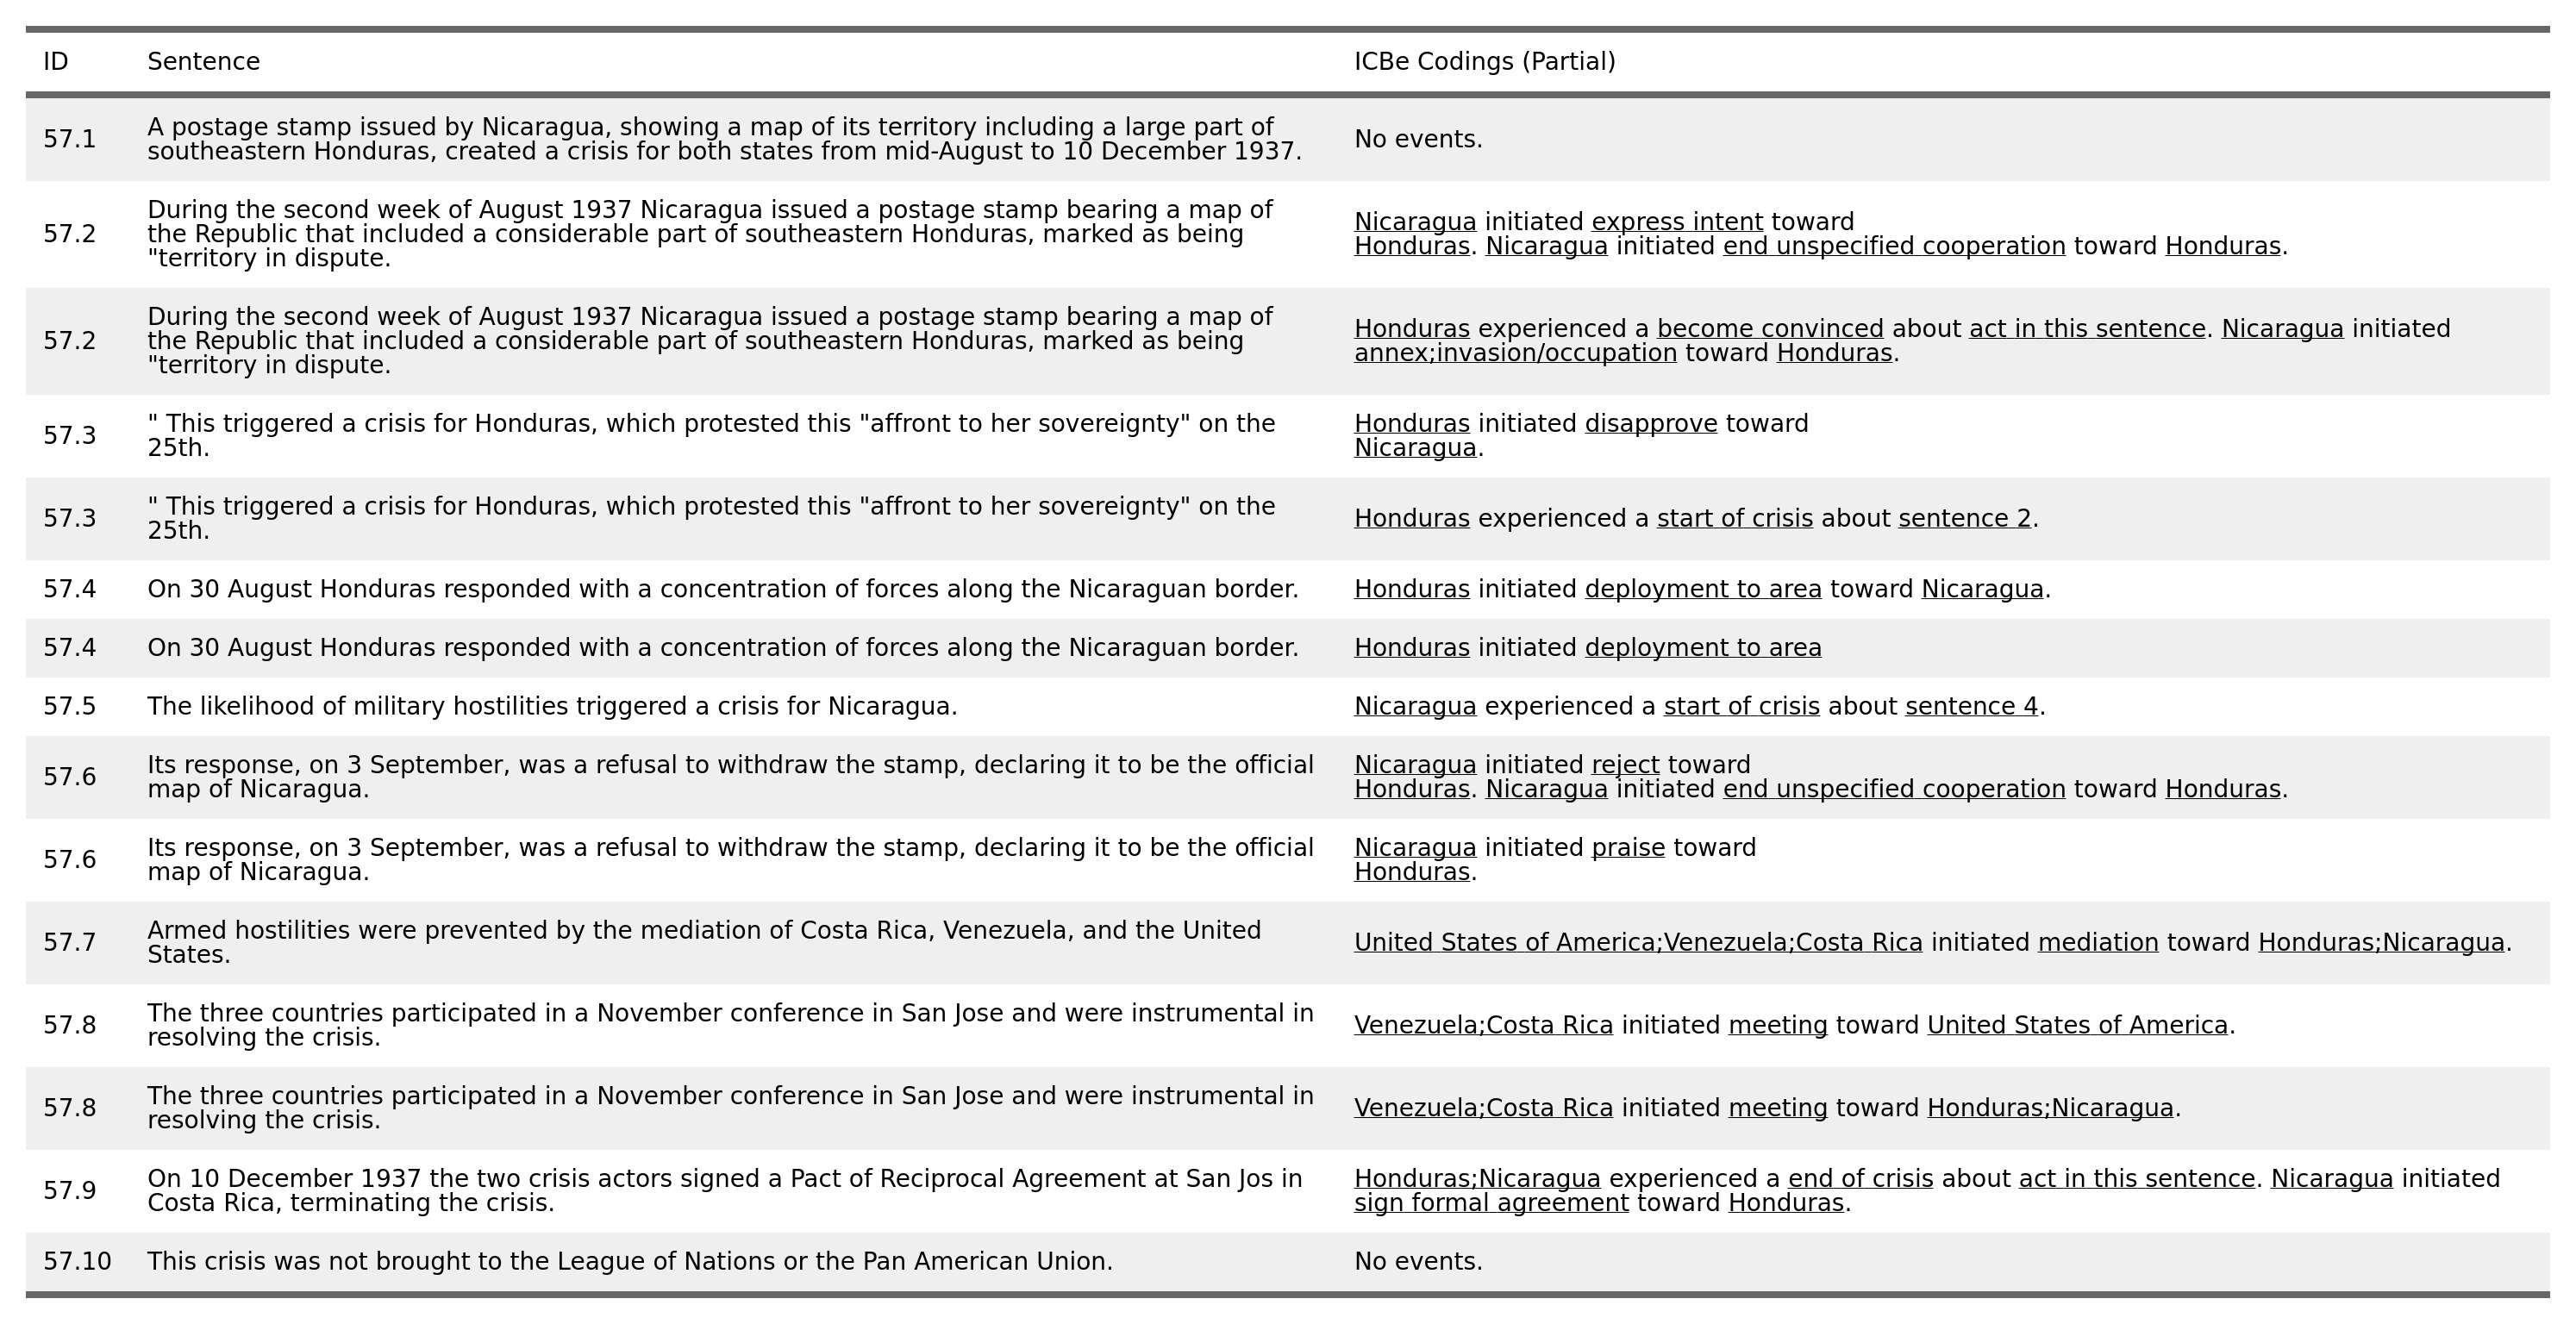 ID Sentence ICBe Codings (Partial)
57.1 A postage stamp issued by Nicaragua, showing a map of its territory including a large part of
southeastern Honduras, created a crisis for both states from mid-August to 10 December 1937.
No events.
57.2 During the second week of August 1937 Nicaragua issued a postage stamp bearing a map of
the Republic that included a considerable part of southeastern Honduras, marked as being
"territory in dispute.
Nicaragua initiated express intent toward
Honduras. Nicaragua initiated end unspecified cooperation toward Honduras.
57.2 During the second week of August 1937 Nicaragua issued a postage stamp bearing a map of
the Republic that included a considerable part of southeastern Honduras, marked as being
"territory in dispute.
Honduras experienced a become convinced about act in this sentence. Nicaragua initiated
annex;invasion/occupation toward Honduras.
57.3 " This triggered a crisis for Honduras, which protested this "affront to her sovereignty" on the
25th.
Honduras initiated disapprove toward
Nicaragua.
57.3 " This triggered a crisis for Honduras, which protested this "affront to her sovereignty" on the
25th.
Honduras experienced a start of crisis about sentence 2.
57.4 On 30 August Honduras responded with a concentration of forces along the Nicaraguan border.
Honduras initiated deployment to area toward Nicaragua.
57.4 On 30 August Honduras responded with a concentration of forces along the Nicaraguan border.
Honduras initiated deployment to area
57.5 The likelihood of military hostilities triggered a crisis for Nicaragua.
Nicaragua experienced a start of crisis about sentence 4.
57.6 Its response, on 3 September, was a refusal to withdraw the stamp, declaring it to be the official
map of Nicaragua.
Nicaragua initiated reject toward
Honduras. Nicaragua initiated end unspecified cooperation toward Honduras.
57.6 Its response, on 3 September, was a refusal to withdraw the stamp, declaring it to be the official
map of Nicaragua.
Nicaragua initiated praise toward
Honduras.
57.7 Armed hostilities were prevented by the mediation of Costa Rica, Venezuela, and the United
States.
United States of America;Venezuela;Costa Rica initiated mediation toward Honduras;Nicaragua.
57.8 The three countries participated in a November conference in San Jose and were instrumental in
resolving the crisis.
Venezuela;Costa Rica initiated meeting toward United States of America.
57.8 The three countries participated in a November conference in San Jose and were instrumental in
resolving the crisis.
Venezuela;Costa Rica initiated meeting toward Honduras;Nicaragua.
57.9 On 10 December 1937 the two crisis actors signed a Pact of Reciprocal Agreement at San Jos in
Costa Rica, terminating the crisis.
Honduras;Nicaragua experienced a end of crisis about act in this sentence. Nicaragua initiated
sign formal agreement toward Honduras.
57.10 This crisis was not brought to the League of Nations or the Pan American Union.
No events.